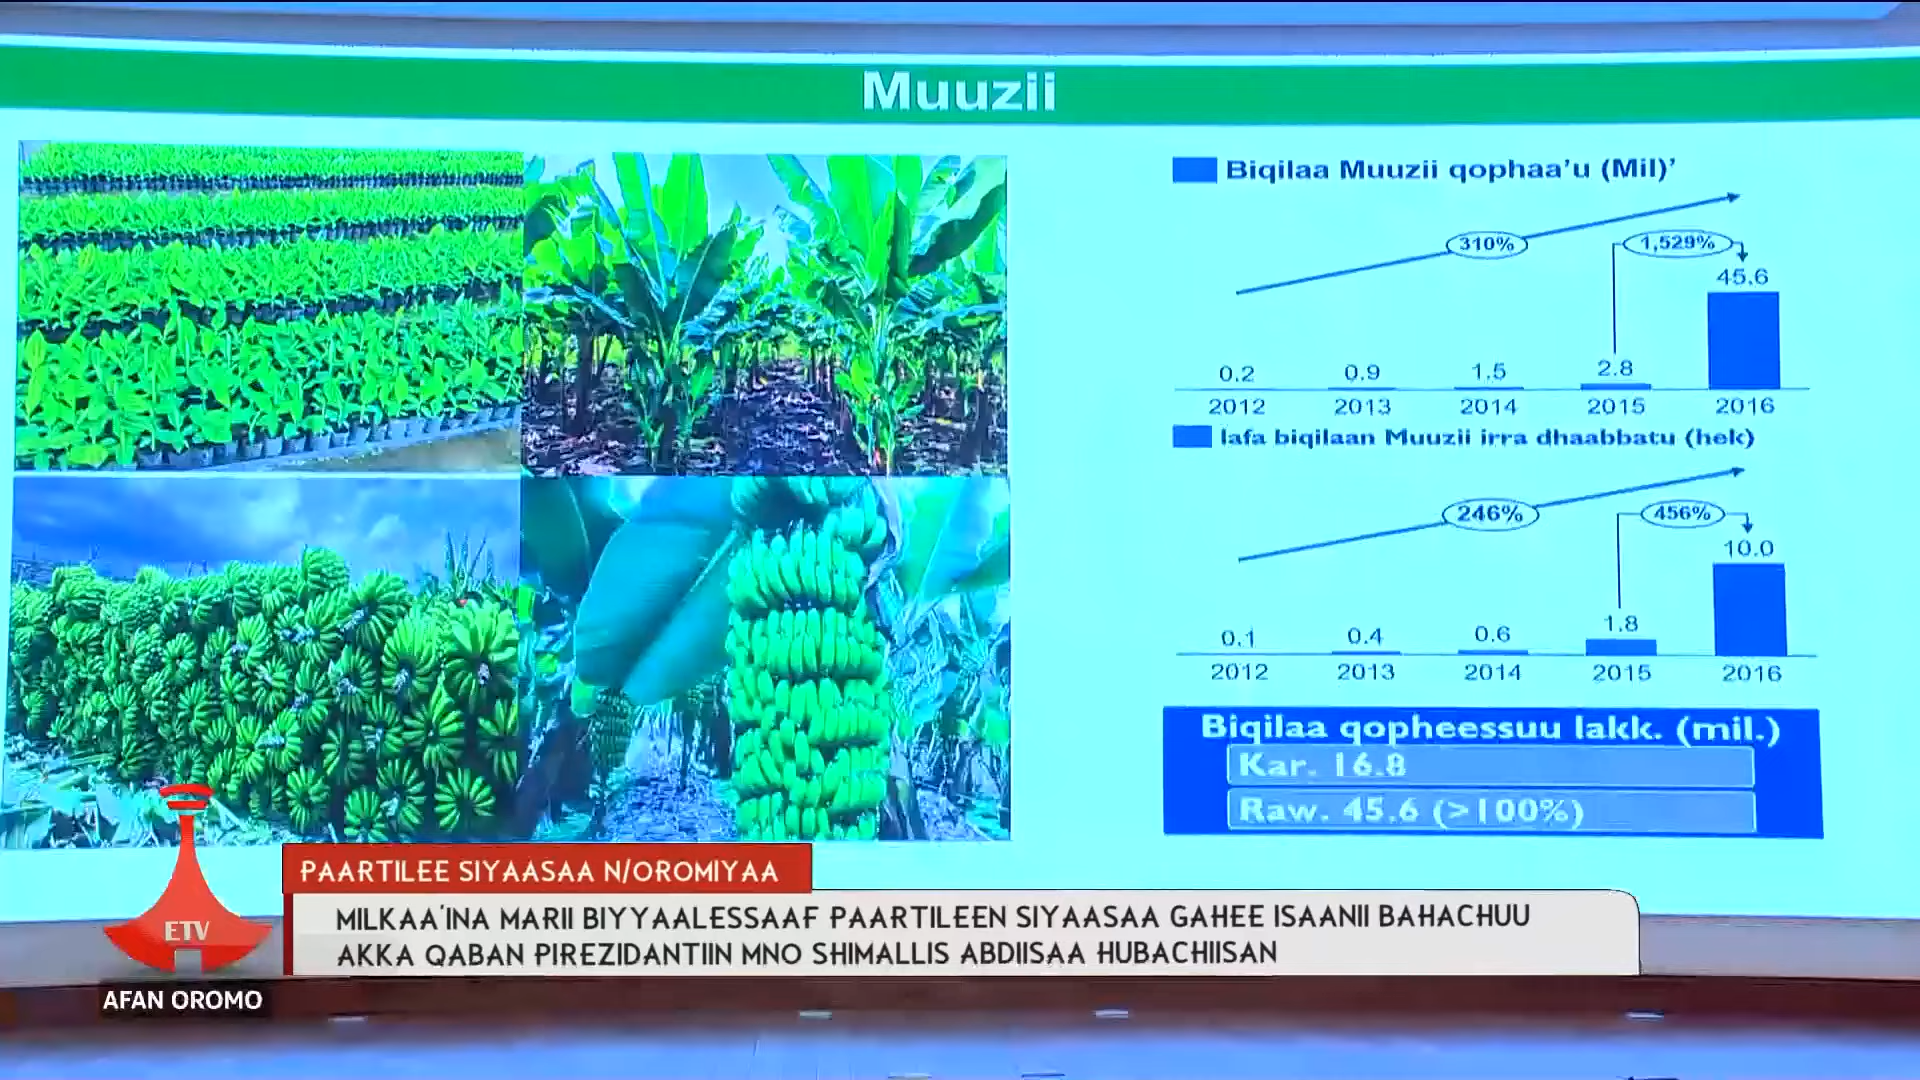 Muuzii
Biqilaa Muuzii qophaa'u (Mil)'
310%
1,529%
45.6
0.2
0.9
1.5
2.8
2012
2013
2014
2015
2016
lafa biqilaan Muuzii irra dhaabbatu (hek)
246%
456%
10.0
0.1
0.4
0.6
1.8
2012
2013
2014
2015
2016
Biqilaa qopheessuu lakk. (mil.)
Kar. 16.8
Raw. 45.6 (>100%)
PAARTILEE SIYAASAA N/OROMIYAA
MILKAA'INA MARII BIYYAALESSAAF PAARTILEEN SIYAASAA GAHEE ISAANII BAHACHUU
AKKA QABAN PIREZIDANTIIN MNO SHIMALLIS ABDIISAA HUBACHIISAN
ETV
AFAN OROMO